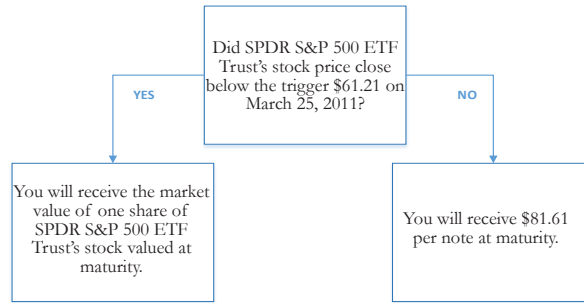 Did SPDR S&P 500 ETF
Trust's stock price close
below the trigger $61.21 on
March 25, 2011?
YES
NO
You will receive the market
value of one share of
SPDR S&P 500 ETF
Trust's stock valued at
maturity.
You will receive $81.61
per note at maturity.